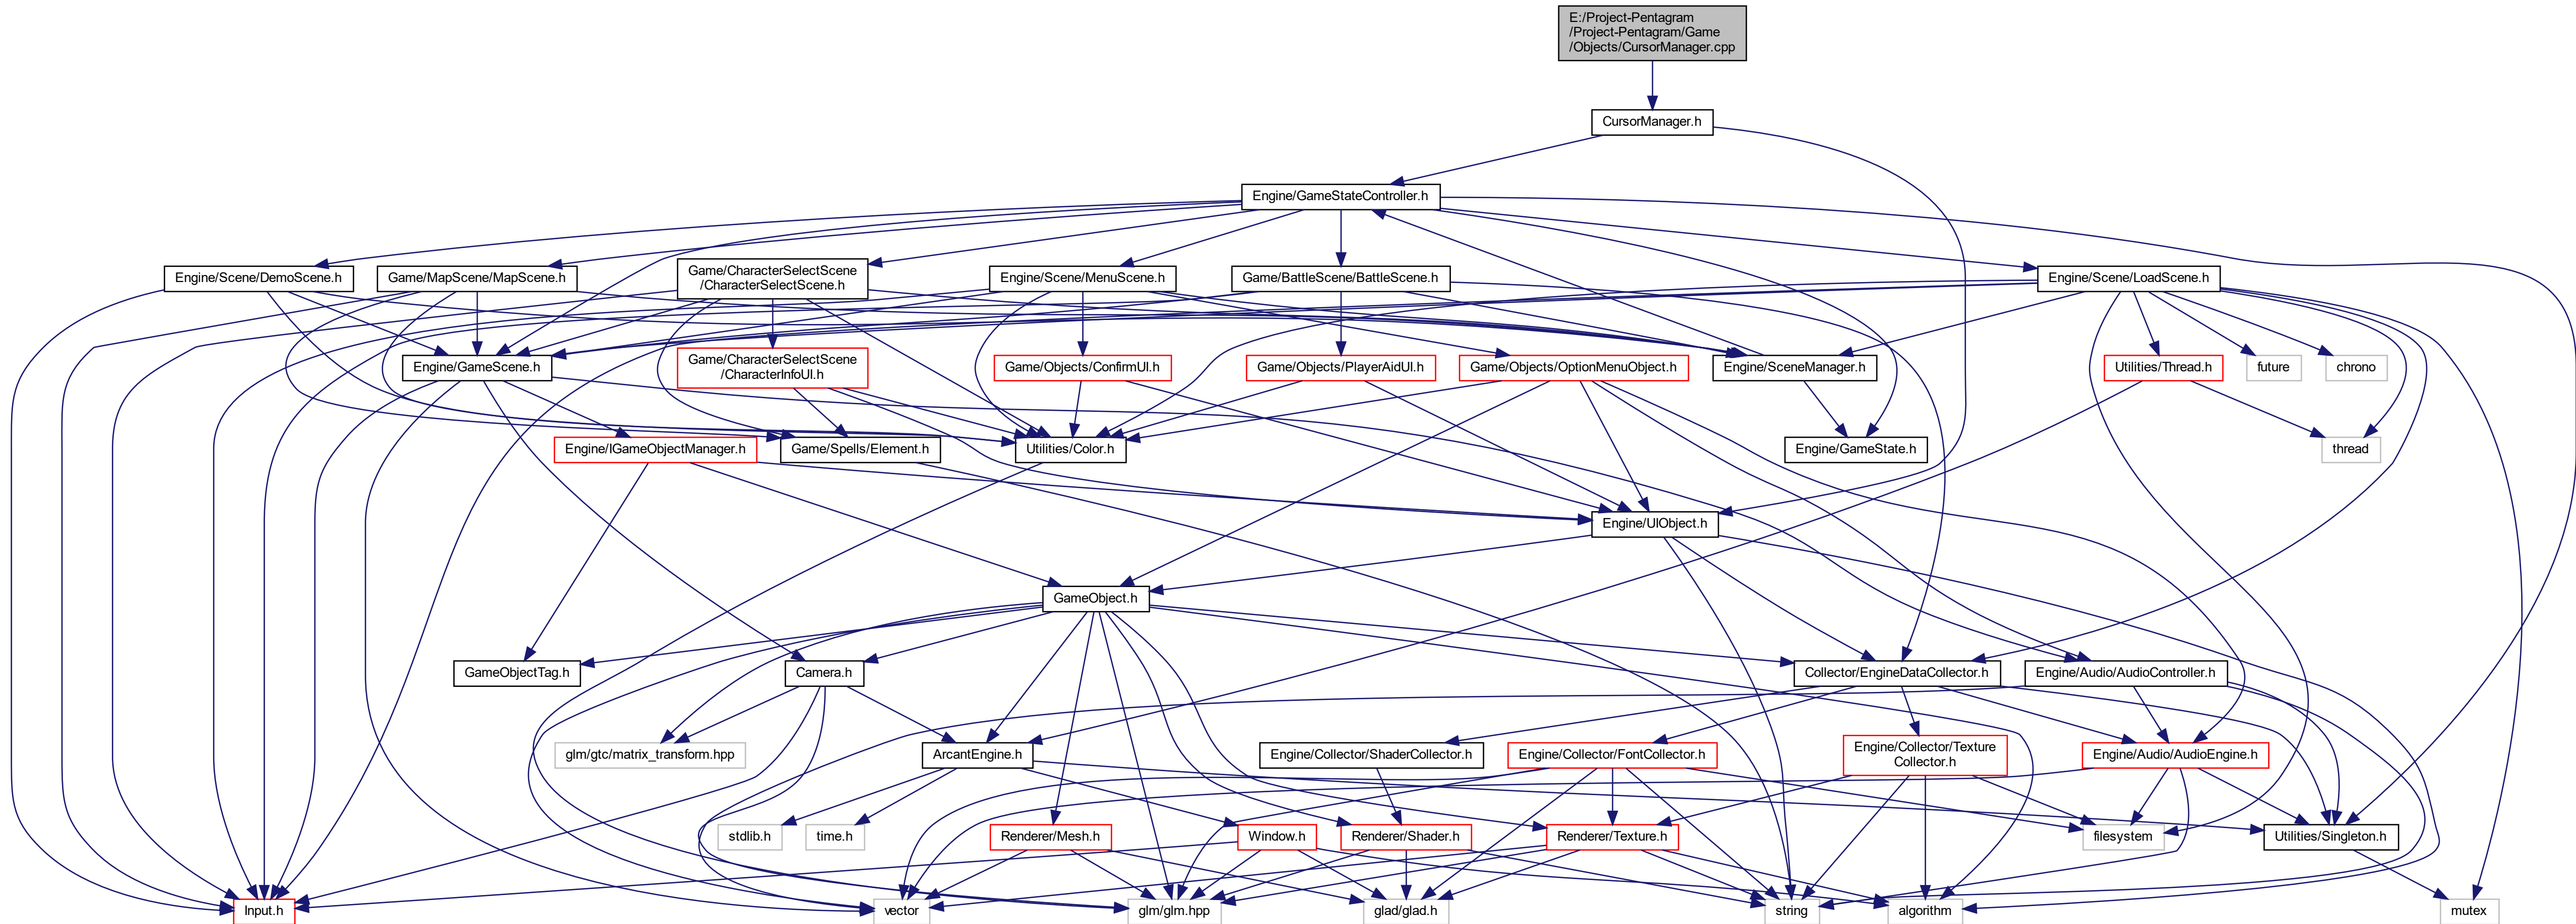 E:/Project-Pentagram
/Project-Pentagram/Game
/Objects/CursorManager.cpp
CursorManager.h
Engine/GameStateController.h
Engine/Scene/DemoScene.h
Game/MapScene/MapScene.h
Game/CharacterSelectScene
/CharacterSelectScene.h
Engine/Scene/MenuScene.h
Game/BattleScene/BattleScene.h
Engine/Scene/LoadScene.h
Engine/GameScene.h
Game/CharacterSelectScene
/CharacterInfoUI.h
Game/Objects/ConfirmUI.h
Game/Objects/PlayerAidUI.h
Game/Objects/OptionMenuObject.h
Engine/SceneManager.h
Utilities/Thread.h
future
chrono
Engine/IGameObjectManager.h
Game/Spells/Element.h
Utilities/Color.h
Engine/GameState.h
thread
Engine/UIObject.h
GameObject.h
GameObjectTag.h
Camera.h
Collector/EngineDataCollector.h
Engine/Audio/AudioController.h
glm/gtc/matrix_transform.hpp
ArcantEngine.h
Engine/Collector/ShaderCollector.h
Engine/Collector/FontCollector.h
Engine/Collector/Texture
Collector.h
Engine/Audio/AudioEngine.h
stdlib.h
time.h
Renderer/Mesh.h
Window.h
Renderer/Shader.h
Renderer/Texture.h
filesystem
Utilities/Singleton.h
Input.h
vector
glm/glm.hpp
glad/glad.h
string
algorithm
mutex